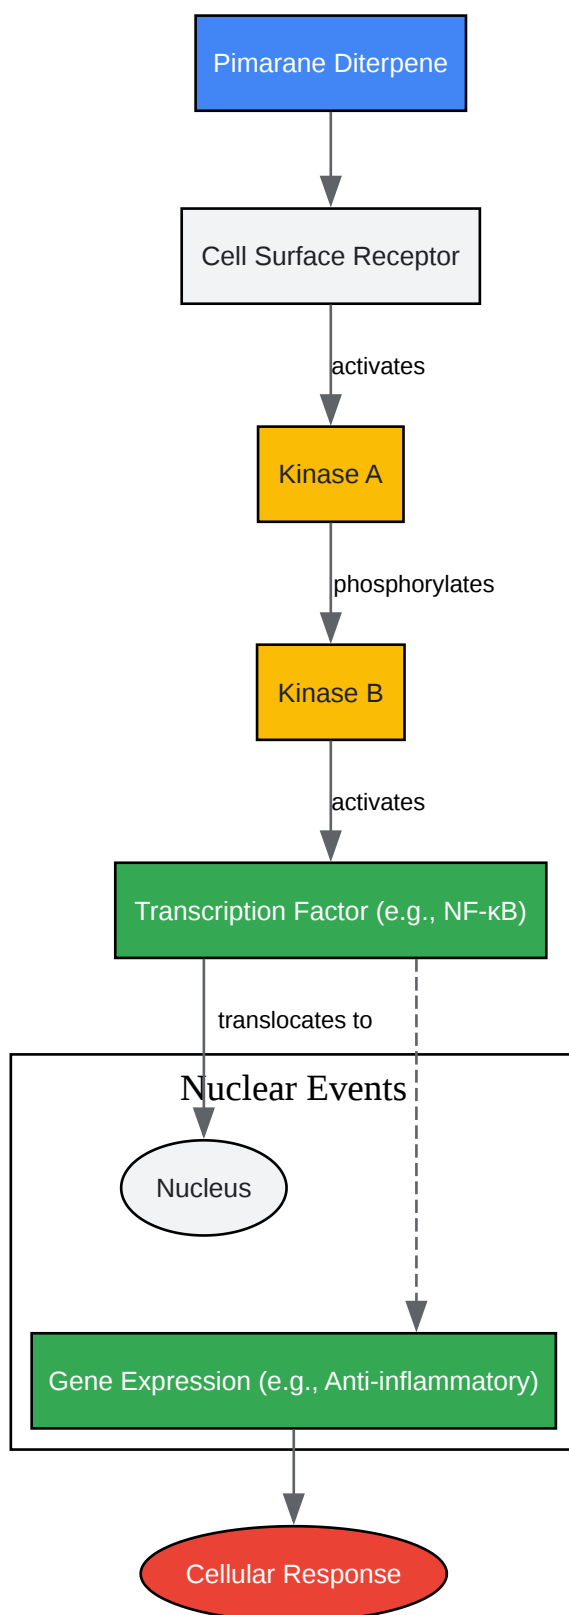 Pimarane Diterpene
Cell Surface Receptor
activates
Kinase A
phosphorylates
Kinase B
activates
Transcription Factor (e.g., NF-κB)
translocates to
Nuclear Events
Nucleus
Gene Expression (e.g., Anti-inflammatory)
Cellular Response